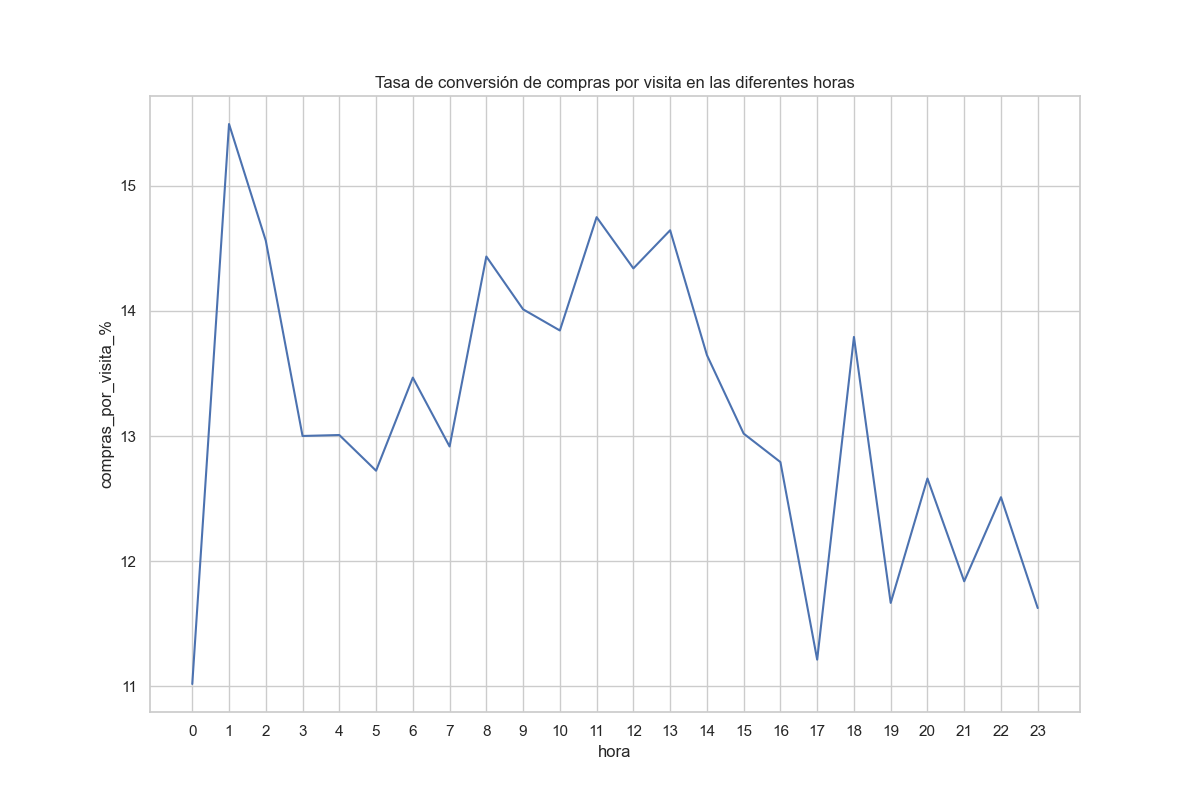 Tasa de conversión de compras por visita en las diferentes horas
compras_por_visita_%
15
14
13
12
11
0 1 2 3 4 5 6 7 8 9 10 11 12 13 14 15 16 17 18 19 20 21 22 23
hora